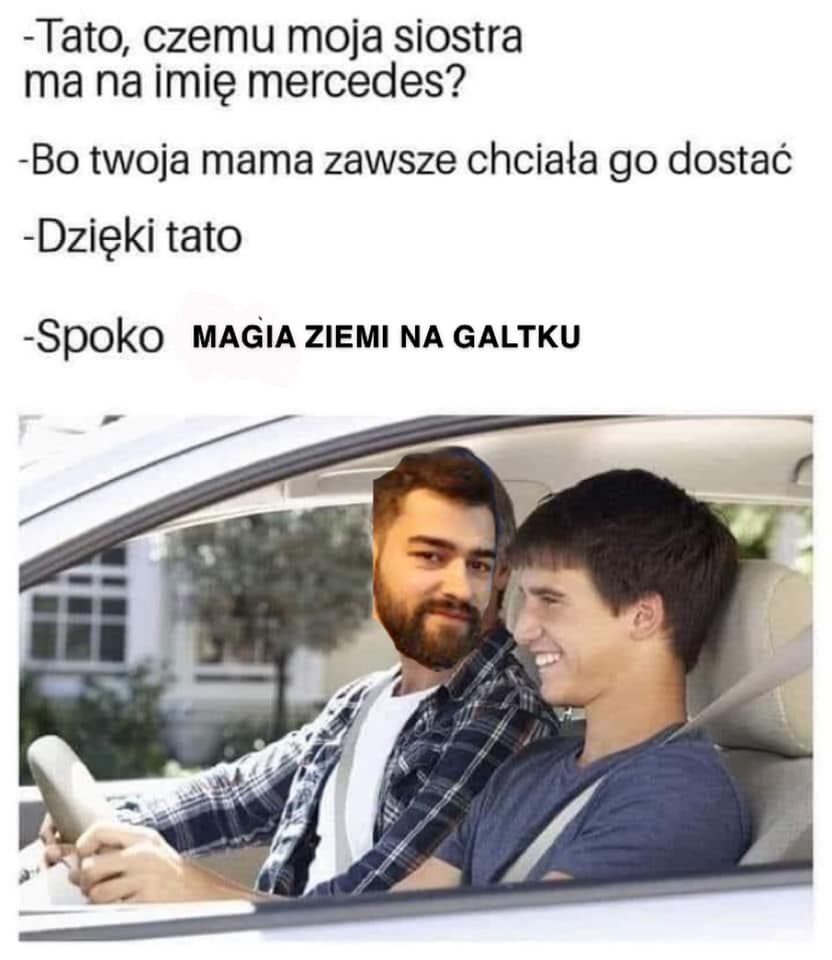 -Tato, czemu moja siostra
ma na imię mercedes?
-Bo twoja mama zawsze chciała go dostać
-Dzięki tato
-Spoko MAGIA ZIEMI NA GALTKU